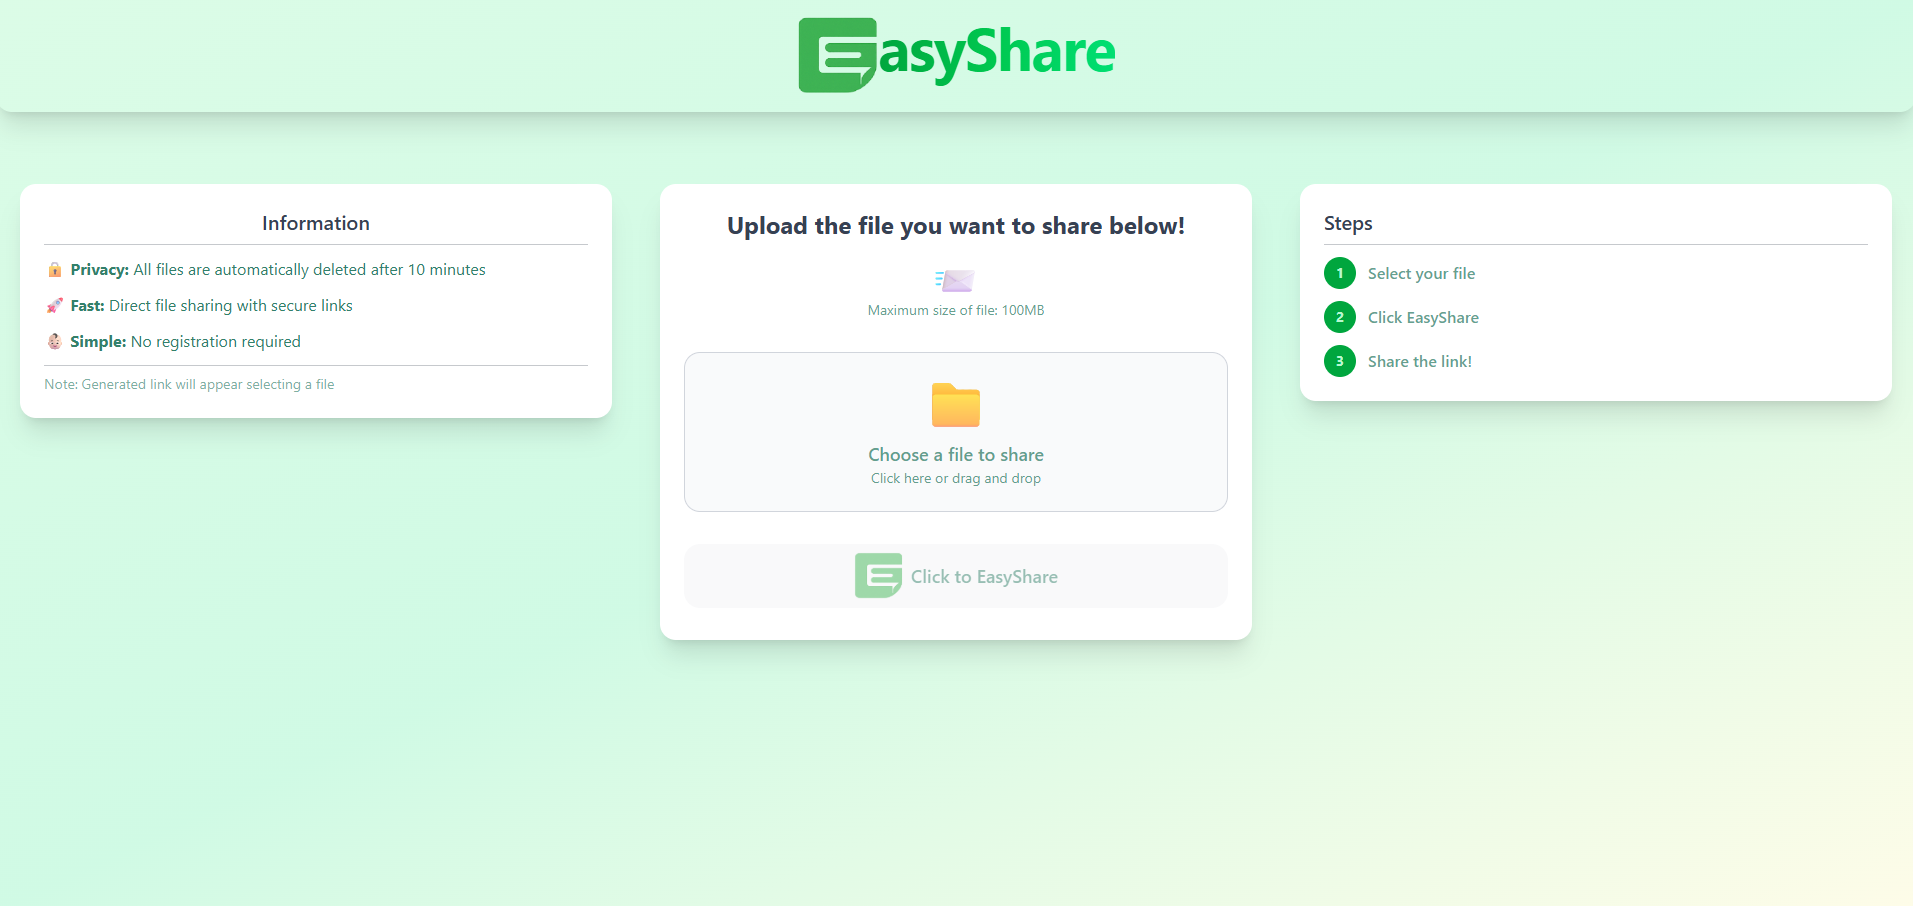 EasyShare
Information
Privacy: All files are automatically deleted after 10 minutes
Fast: Direct file sharing with secure links
Simple: No registration required
Note: Generated link will appear selecting a file
Upload the file you want to share below!
Maximum size of file: 100MB
Choose a file to share
Click here or drag and drop
Click to EasyShare
Steps
1 Select your file
2 Click EasyShare
3 Share the link!